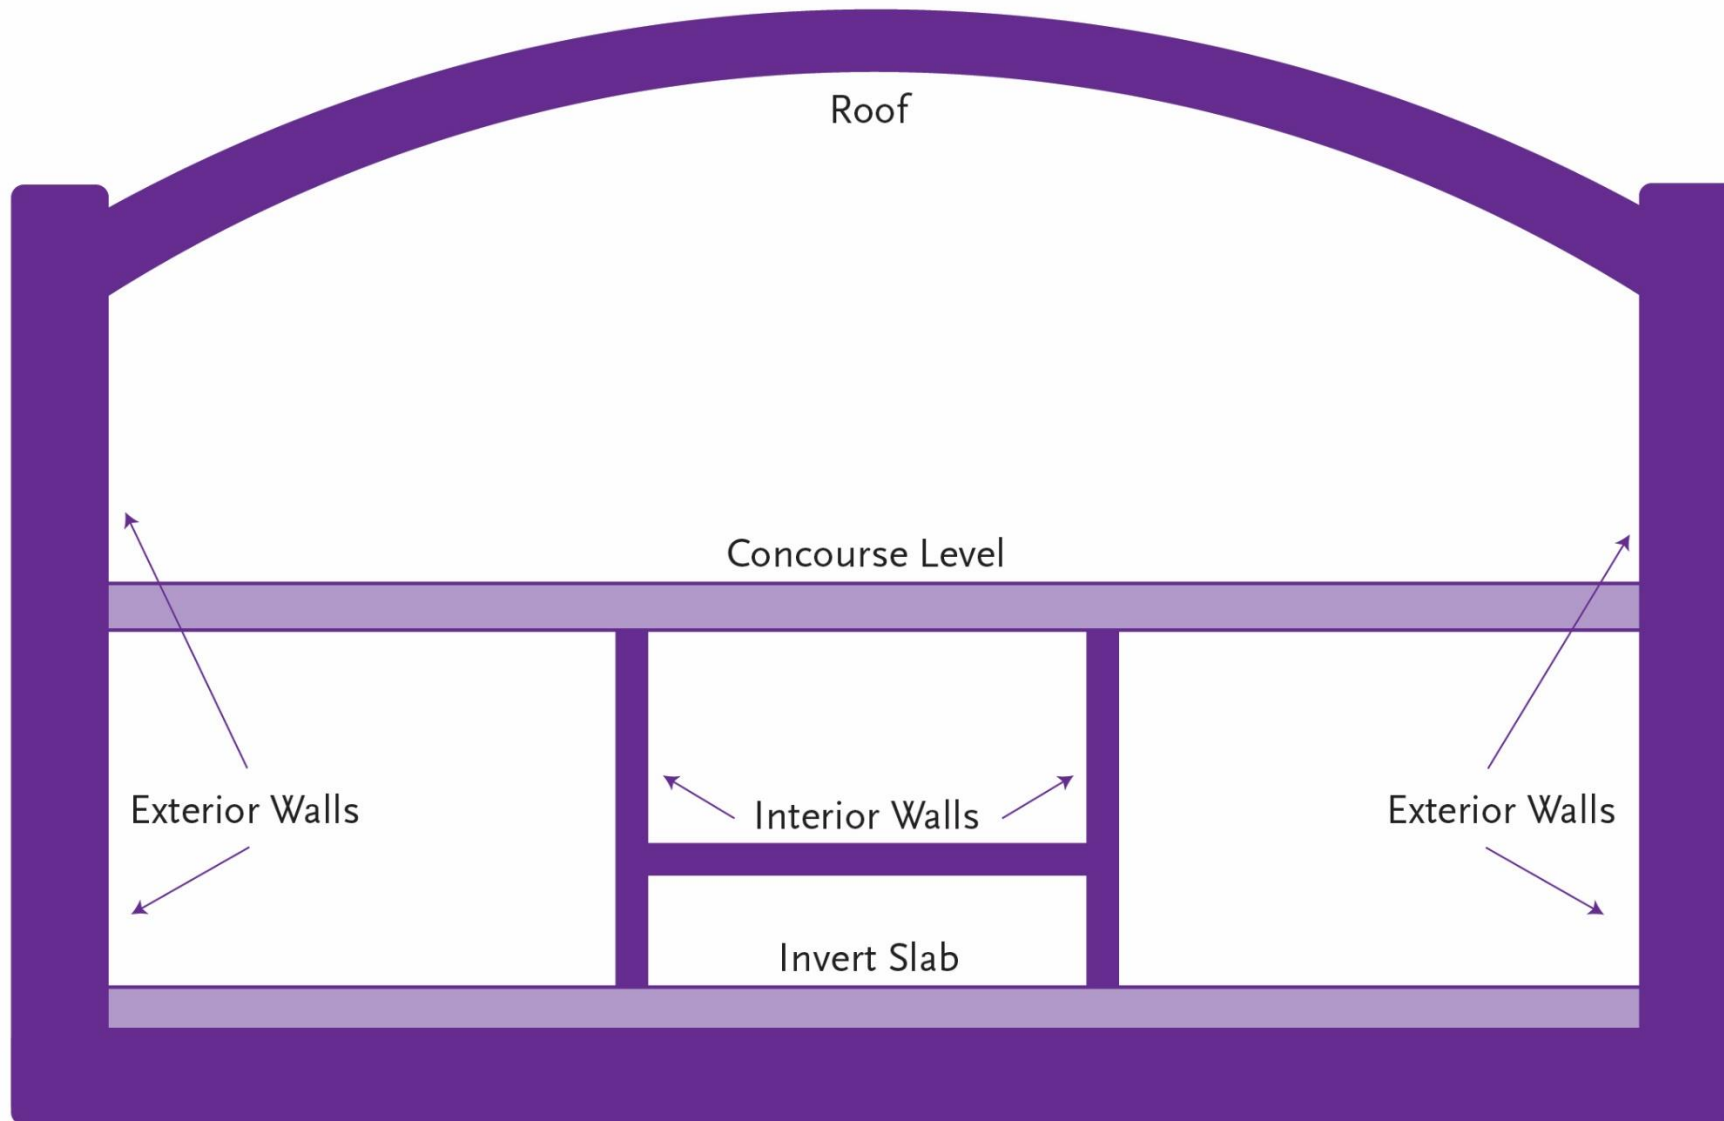 Roof
Concourse Level
Exterior Walls
Interior Walls
Exterior Walls
Invert Slab